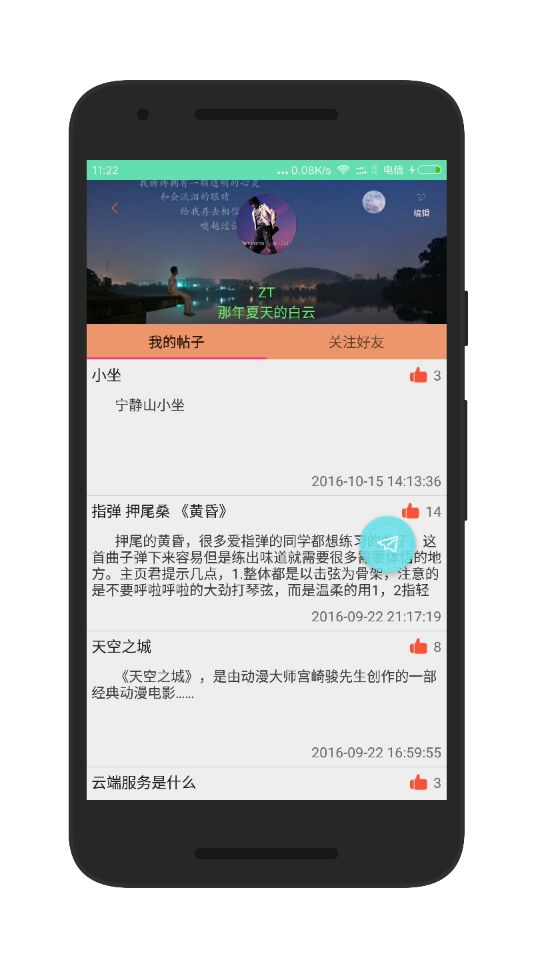 11:22 ... 0.08K/s 电信
我将待拥有一颗透明的心灵
和会流泪的眼睛
给我再去相信
编辑
ZT
那年夏天的白云
我的帖子 关注好友
小坐 3
宁静山小坐
2016-10-15 14:13:36
指弹 押尾桑 《黄昏》 14
押尾的黄昏，很多爱指弹的同学都想练习的 了。这
首曲子弹下来容易但是练出味道就需要很多需要体悟的地
方。主页君提示几点，1.整体都是以击弦为骨架，注意的
是不要呼啦呼啦的大劲打琴弦，而是温柔的用1，2指轻
2016-09-22 21:17:19
天空之城 8
《天空之城》，是由动漫大师宫崎骏先生创作的一部
经典动漫电影……
2016-09-22 16:59:55
云端服务是什么 3